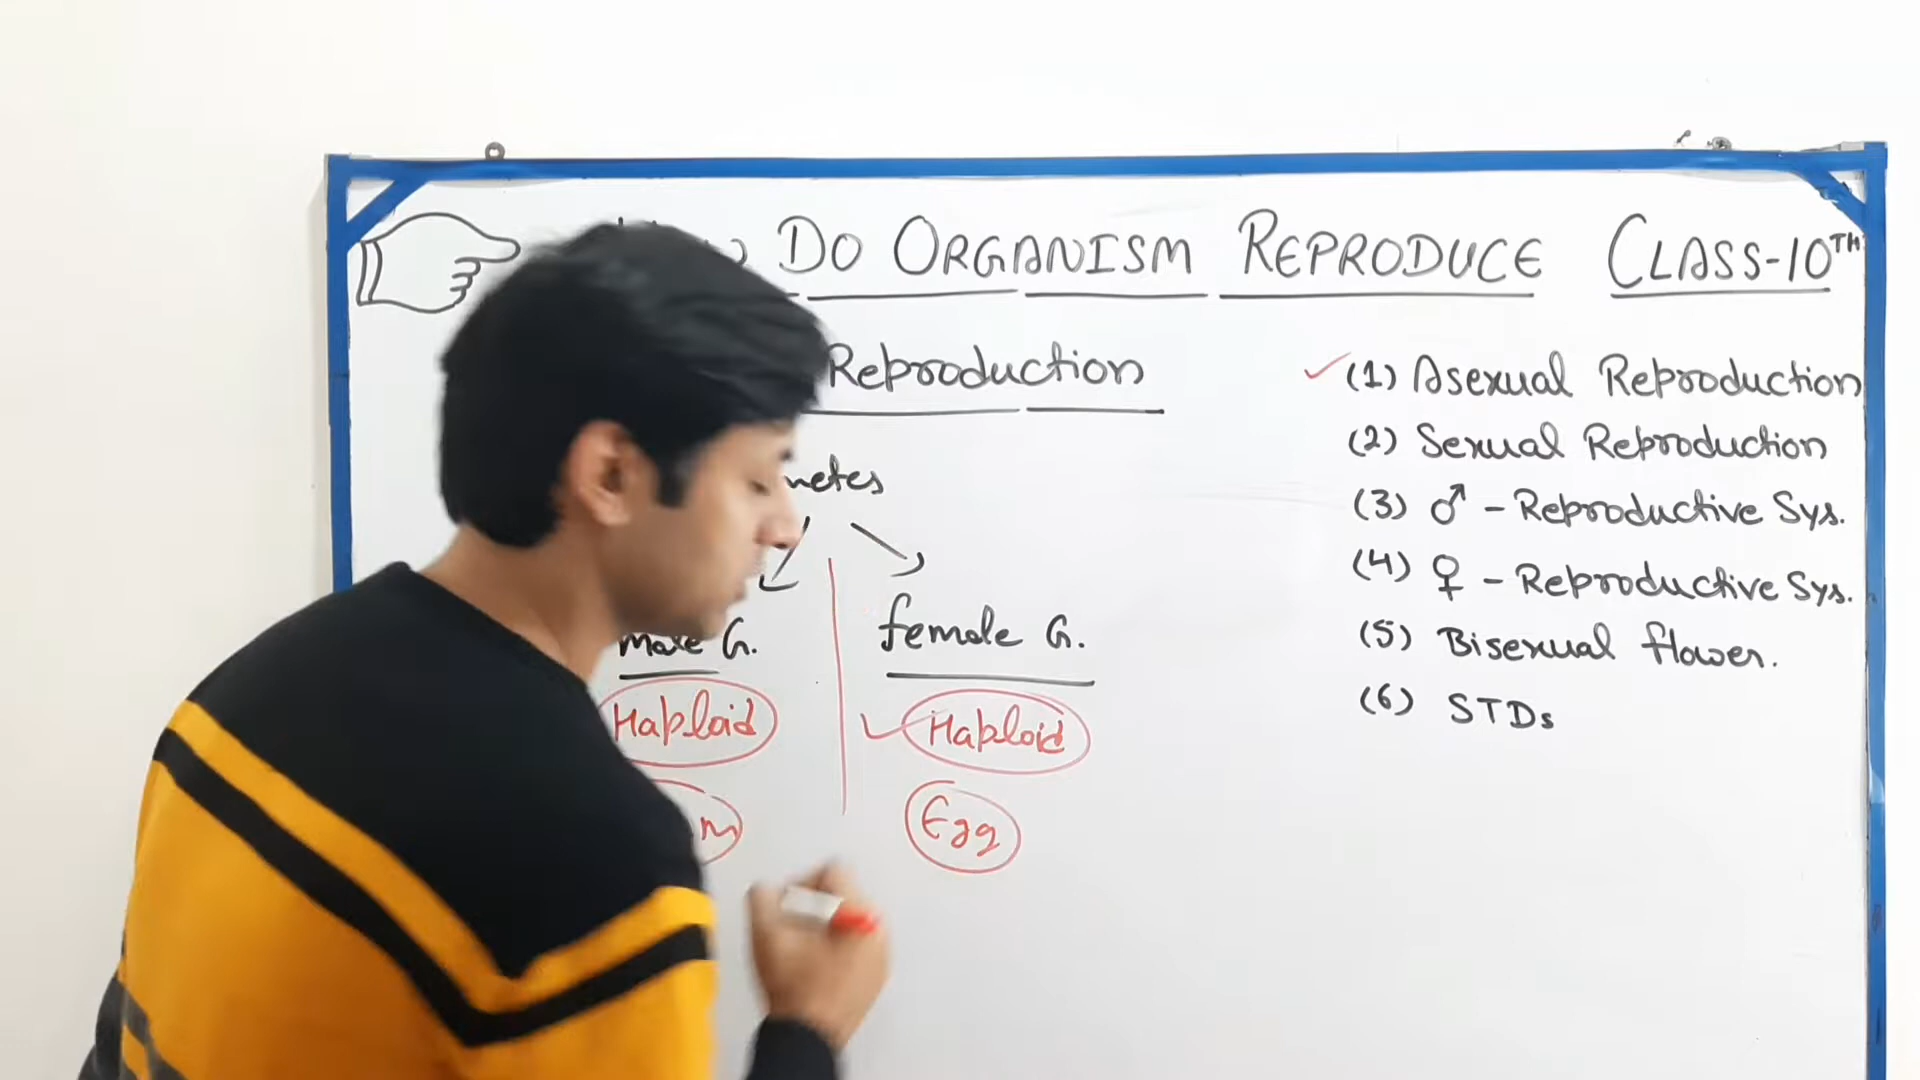 DO ORGANISM REPRODUCE CLASS-10TH
Reproduction
male G.
female G.
Haploid
Haploid
Egg
(1) Asexual Reproduction
(2) Sexual Reproduction
(3) ♂ - Reproductive Sys.
(4) ♀ - Reproductive Sys.
(5) Bisexual flower.
(6) STDs